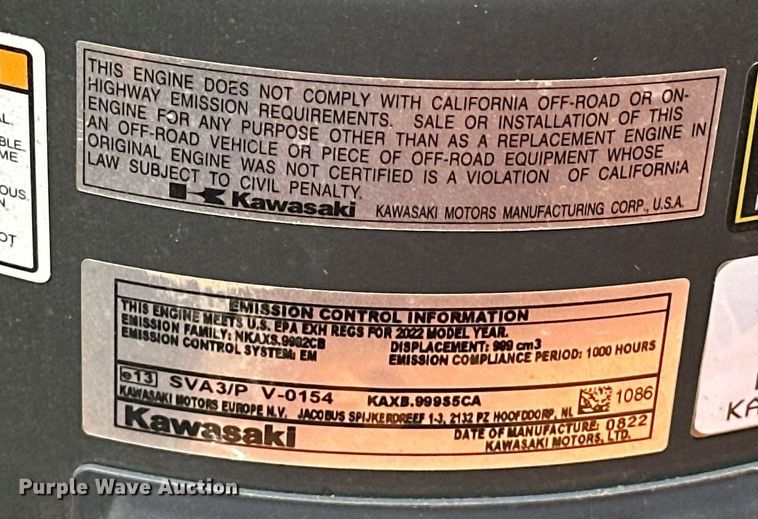 THIS ENGINE DOES NOT COMPLY WITH CALIFORNIA OFF-ROAD OR ON-
HIGHWAY EMISSION REQUIREMENTS. SALE OR INSTALLATION OF THIS
ENGINE FOR ANY PURPOSE OTHER THAN AS A REPLACEMENT ENGINE IN
AN OFF-ROAD VEHICLE OR PIECE OF OFF-ROAD EQUIPMENT WHOSE
ORIGINAL ENGINE WAS NOT CERTIFIED IS A VIOLATION OF CALIFORNIA
LAW SUBJECT TO CIVIL PENALTY.
Kawasaki KAWASAKI MOTORS MANUFACTURING CORP., U.S.A.
EMISSION CONTROL INFORMATION
THIS ENGINE MEETS U.S. EPA EXH REGS FOR 2022 MODEL YEAR.
EMISSION FAMILY: NKAXS.9992CB DISPLACEMENT: 999 cm3
EMISSION CONTROL SYSTEM: EM EMISSION COMPLIANCE PERIOD: 1000 HOURS
e13 SVA3/P V-0154 KAXB.999S5CA 1086
KAWASAKI MOTORS EUROPE N.V. JACOBUS SPIJKERDREEF 1-3, 2132 PZ HOOFDDORP, NL
Kawasaki DATE OF MANUFACTURE: 0822
KAWASAKI MOTORS, LTD.
AL.
BLE.
ME
OUS
N.
OT
KA
Purple Wave Auction